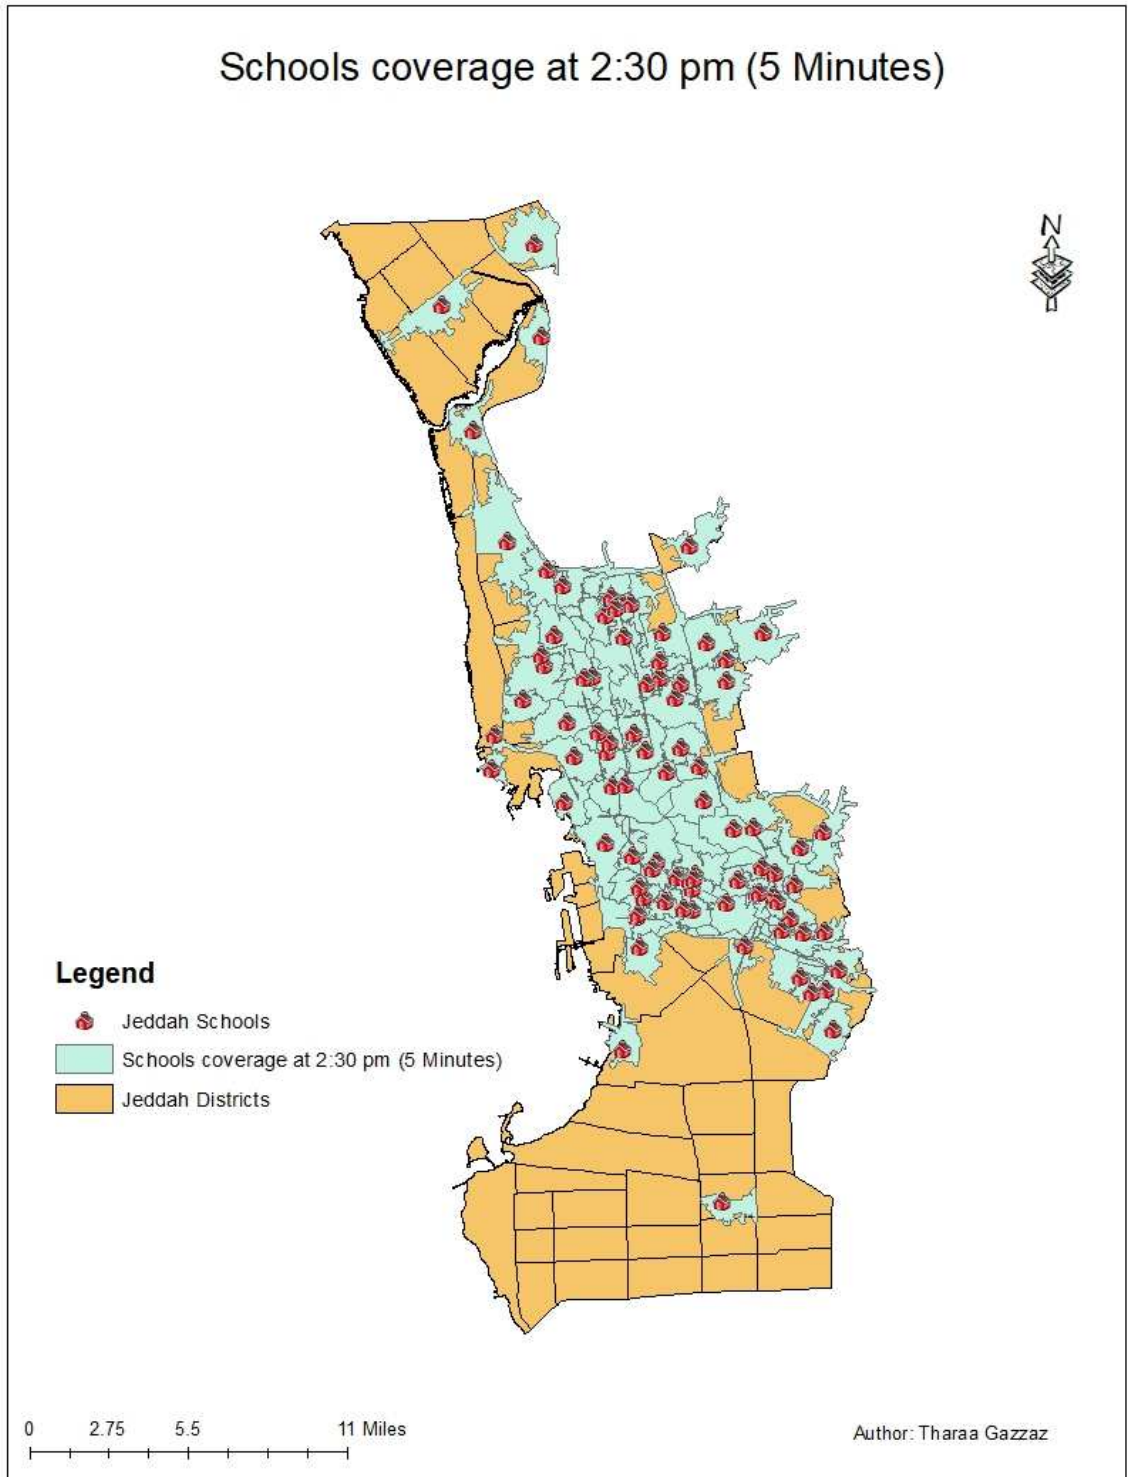 Schools coverage at 2:30 pm (5 Minutes)
N
Legend
Jeddah Schools
Schools coverage at 2:30 pm (5 Minutes)
Jeddah Districts
0 2.75 5.5 11 Miles
Author: Tharaa Gazzaz